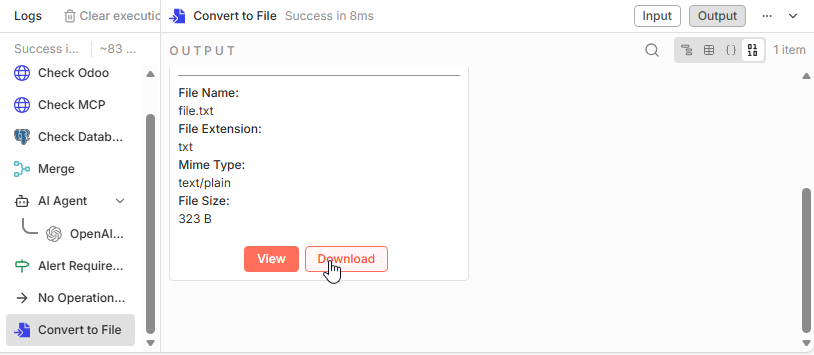 Logs
Clear executio
Convert to File
Success in 8ms
Input
Output
Success i...
~83 ...
OUTPUT
1 item
Check Odoo
Check MCP
Check Datab...
Merge
AI Agent
OpenAI...
Alert Require...
No Operation...
Convert to File
File Name:
file.txt
File Extension:
txt
Mime Type:
text/plain
File Size:
323 B
View
Download